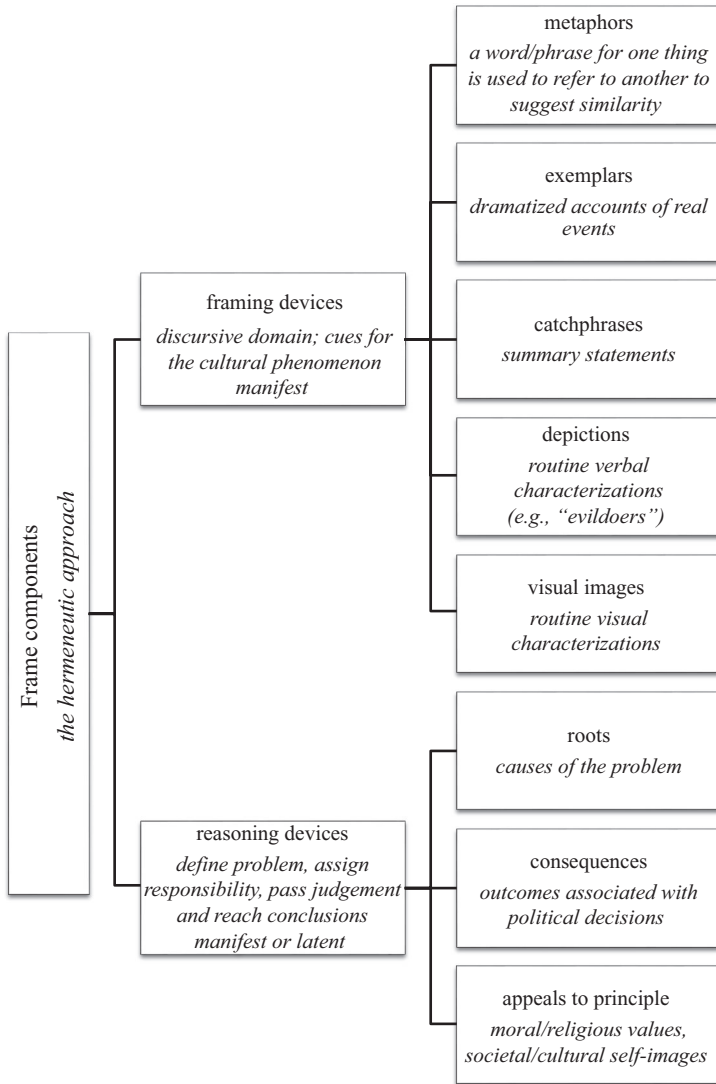 Frame components
the hermeneutic approach
framing devices
discursive domain; cues for
the cultural phenomenon
manifest
metaphors
a word/phrase for one thing
is used to refer to another to
suggest similarity
exemplars
dramatized accounts of real
events
catchphrases
summary statements
depictions
routine verbal
characterizations
(e.g., “evildoers”)
visual images
routine visual
characterizations
reasoning devices
define problem, assign
responsibility, pass judgement
and reach conclusions
manifest or latent
roots
causes of the problem
consequences
outcomes associated with
political decisions
appeals to principle
moral/religious values,
societal/cultural self-images